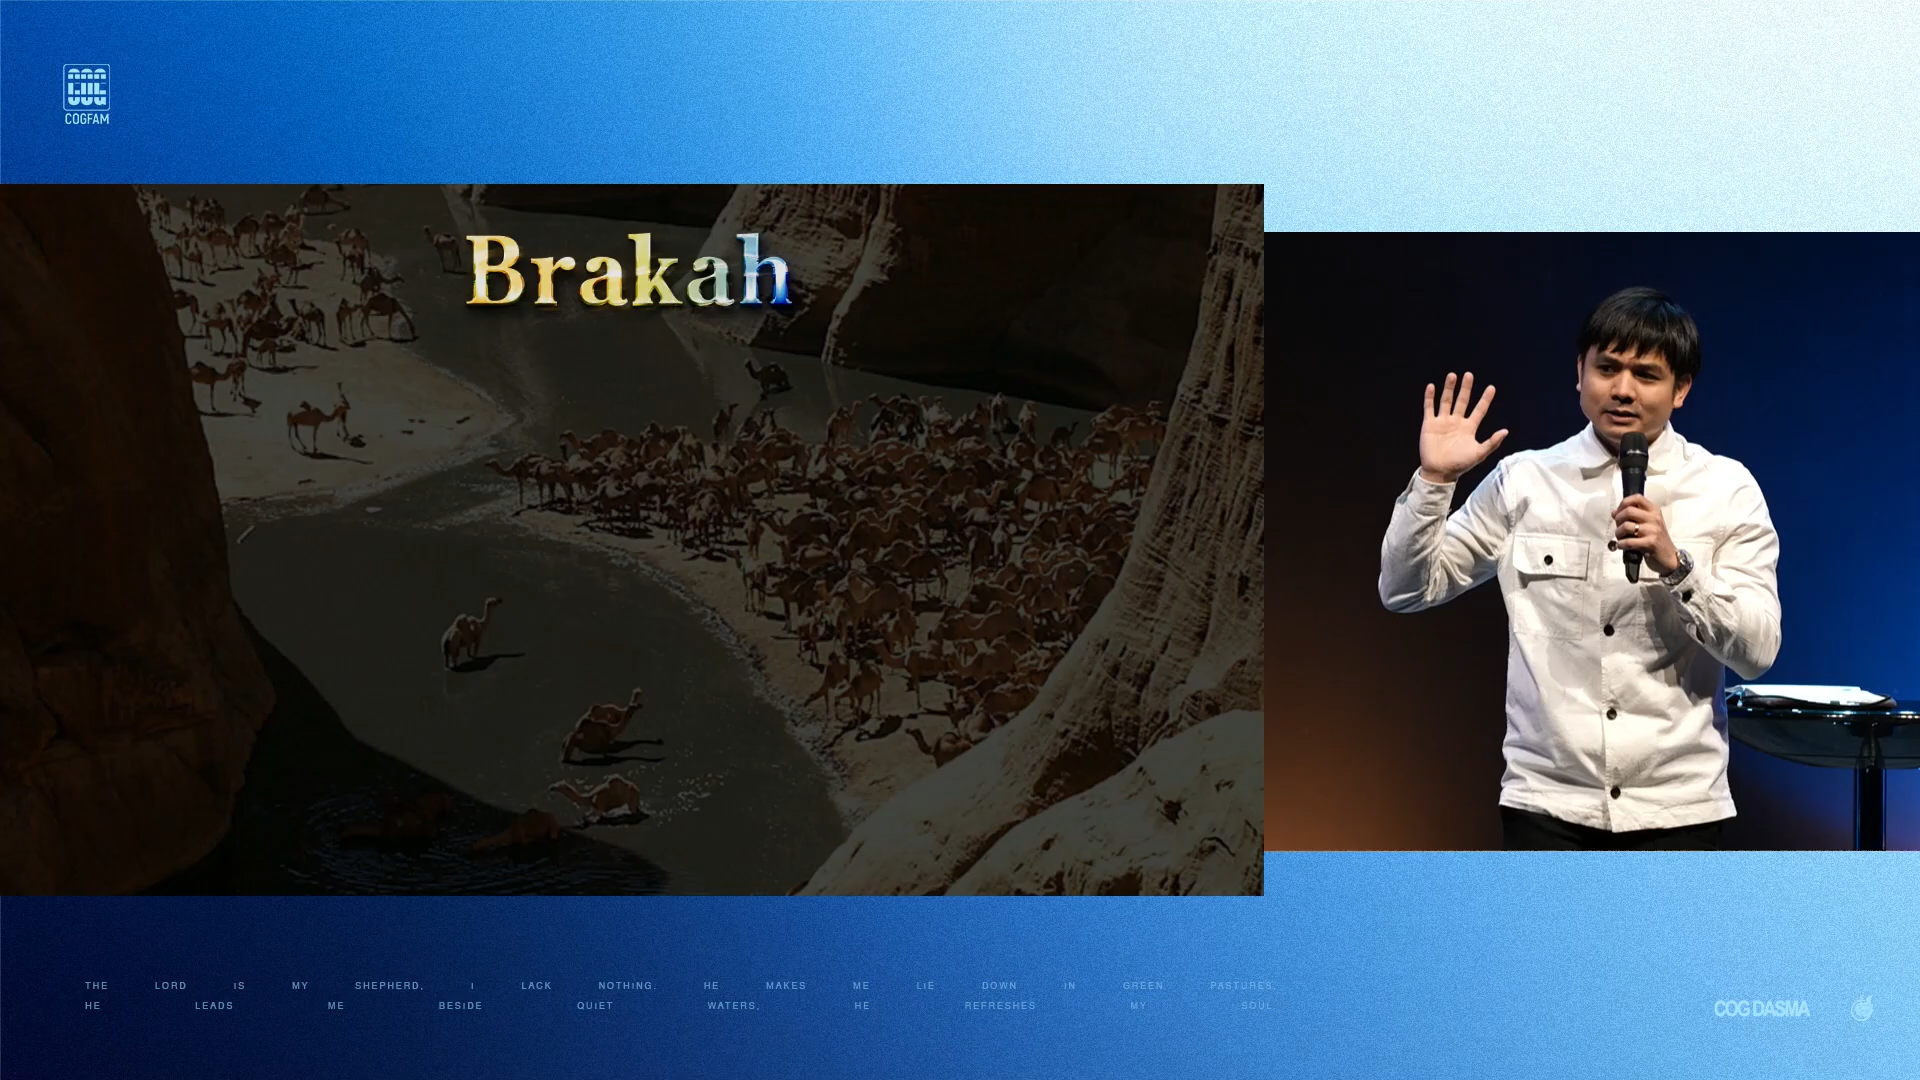 COG
COGFAM
Brakah
THE LORD IS MY SHEPHERD, I LACK NOTHING. HE MAKES ME LIE DOWN IN GREEN PASTURES,
HE LEADS ME BESIDE QUIET WATERS, HE REFRESHES MY SOUL
COG DASMA